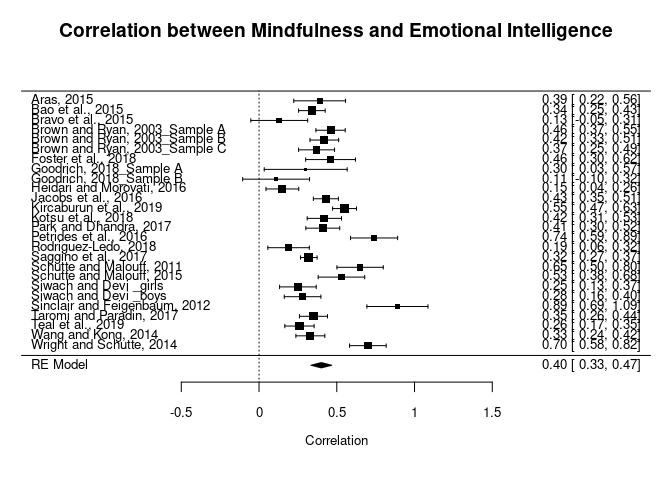 Correlation between Mindfulness and Emotional Intelligence
Aras, 2015 0.39 [ 0.22, 0.56]
Bao et al., 2015 0.34 [ 0.25, 0.43]
Bravo et al., 2015 0.13 [-0.05, 0.31]
Brown and Ryan, 2003_Sample A 0.46 [ 0.37, 0.55]
Brown and Ryan, 2003_Sample B 0.42 [ 0.33, 0.51]
Brown and Ryan, 2003_Sample C 0.37 [ 0.25, 0.49]
Foster et al., 2018 0.46 [ 0.30, 0.62]
Goodrich, 2018_Sample A 0.30 [ 0.03, 0.57]
Goodrich, 2018_Sample B 0.11 [-0.10, 0.32]
Heidari and Morovati, 2016 0.15 [ 0.04, 0.26]
Jacobs et al., 2016 0.43 [ 0.35, 0.51]
Kircaburun et al., 2019 0.55 [ 0.47, 0.63]
Kotsu et al., 2018 0.42 [ 0.31, 0.53]
Park and Dhandra, 2017 0.41 [ 0.30, 0.52]
Petrides et al., 2016 0.74 [ 0.59, 0.89]
Rodriguez-Ledo, 2018 0.19 [ 0.06, 0.32]
Saggino et al., 2017 0.32 [ 0.27, 0.37]
Schutte and Malouff, 2011 0.65 [ 0.50, 0.80]
Schutte and Malouff, 2015 0.53 [ 0.38, 0.68]
Siwach and Devi _girls 0.25 [ 0.13, 0.37]
Siwach and Devi _boys 0.28 [ 0.16, 0.40]
Sinclair and Feigenbaum, 2012 0.89 [ 0.69, 1.09]
Taromi and Paradin, 2017 0.35 [ 0.26, 0.44]
Teal et al., 2019 0.26 [ 0.17, 0.35]
Wang and Kong, 2014 0.33 [ 0.24, 0.42]
Wright and Schutte, 2014 0.70 [ 0.58, 0.82]
RE Model 0.40 [ 0.33, 0.47]
-0.5 0 0.5 1 1.5
Correlation